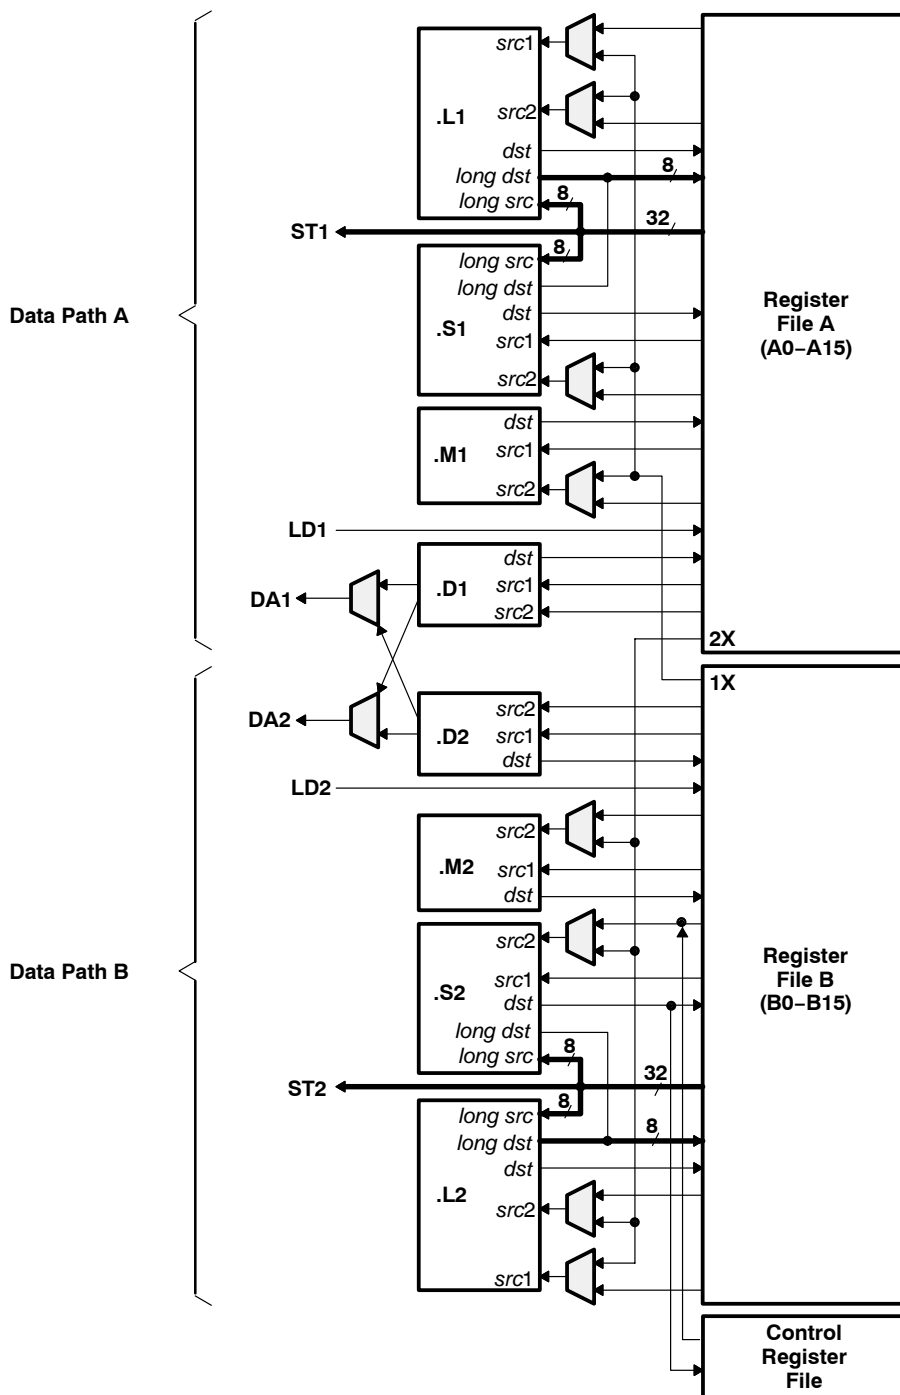 src1
.L1
src2
dst
long dst
8
long src
8
ST1
32
8
long src
long dst
dst
.S1
src1
src2
Data Path A
Register
File A
(A0–A15)
dst
.M1
src1
src2
LD1
dst
.D1
src1
src2
DA1
2X
1X
DA2
src2
.D2
src1
dst
LD2
src2
.M2
src1
dst
src2
.S2
src1
dst
long dst
long src
8
Data Path B
Register
File B
(B0–B15)
ST2
32
8
long src
long dst
8
dst
.L2
src2
src1
Control
Register
File